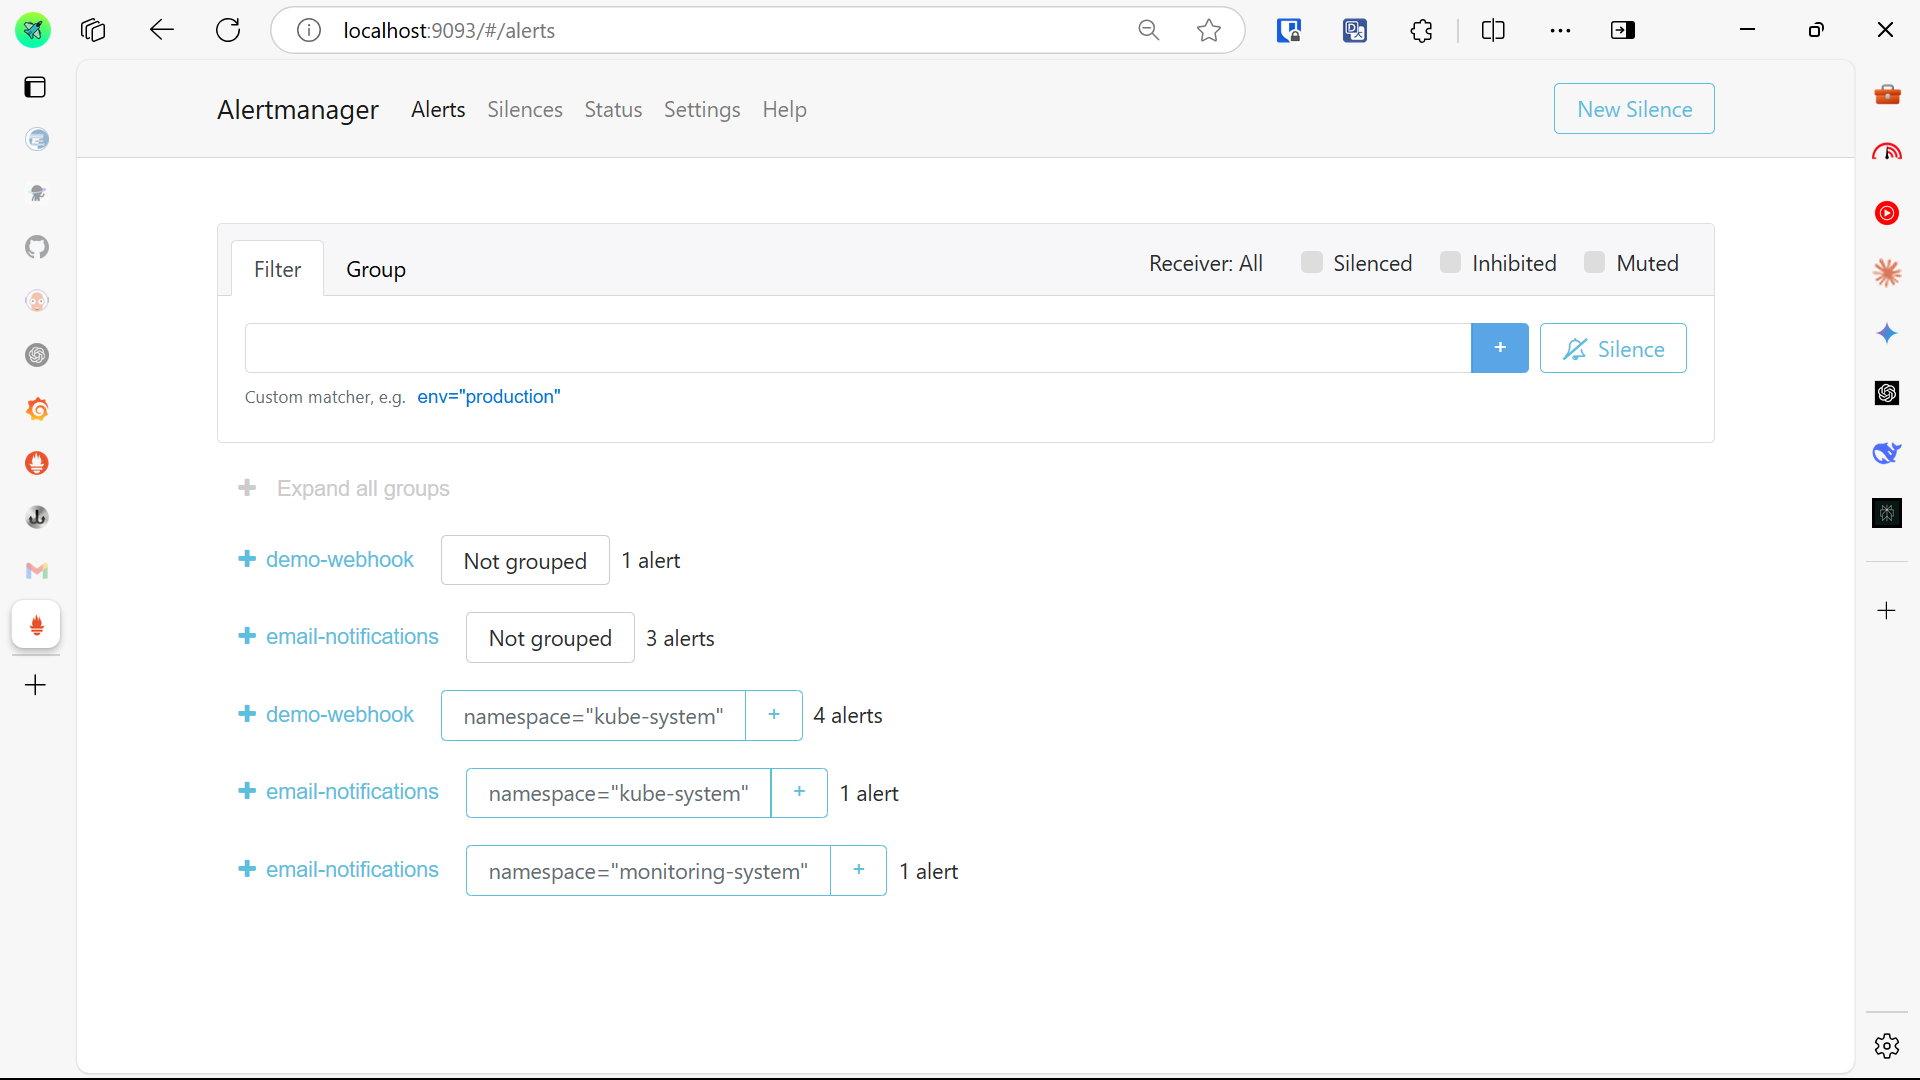 localhost:9093/#/alerts
Alertmanager Alerts Silences Status Settings Help New Silence
Filter Group Receiver: All Silenced Inhibited Muted
+ Silence
Custom matcher, e.g. env="production"
+ Expand all groups
+ demo-webhook Not grouped 1 alert
+ email-notifications Not grouped 3 alerts
+ demo-webhook namespace="kube-system" + 4 alerts
+ email-notifications namespace="kube-system" + 1 alert
+ email-notifications namespace="monitoring-system" + 1 alert